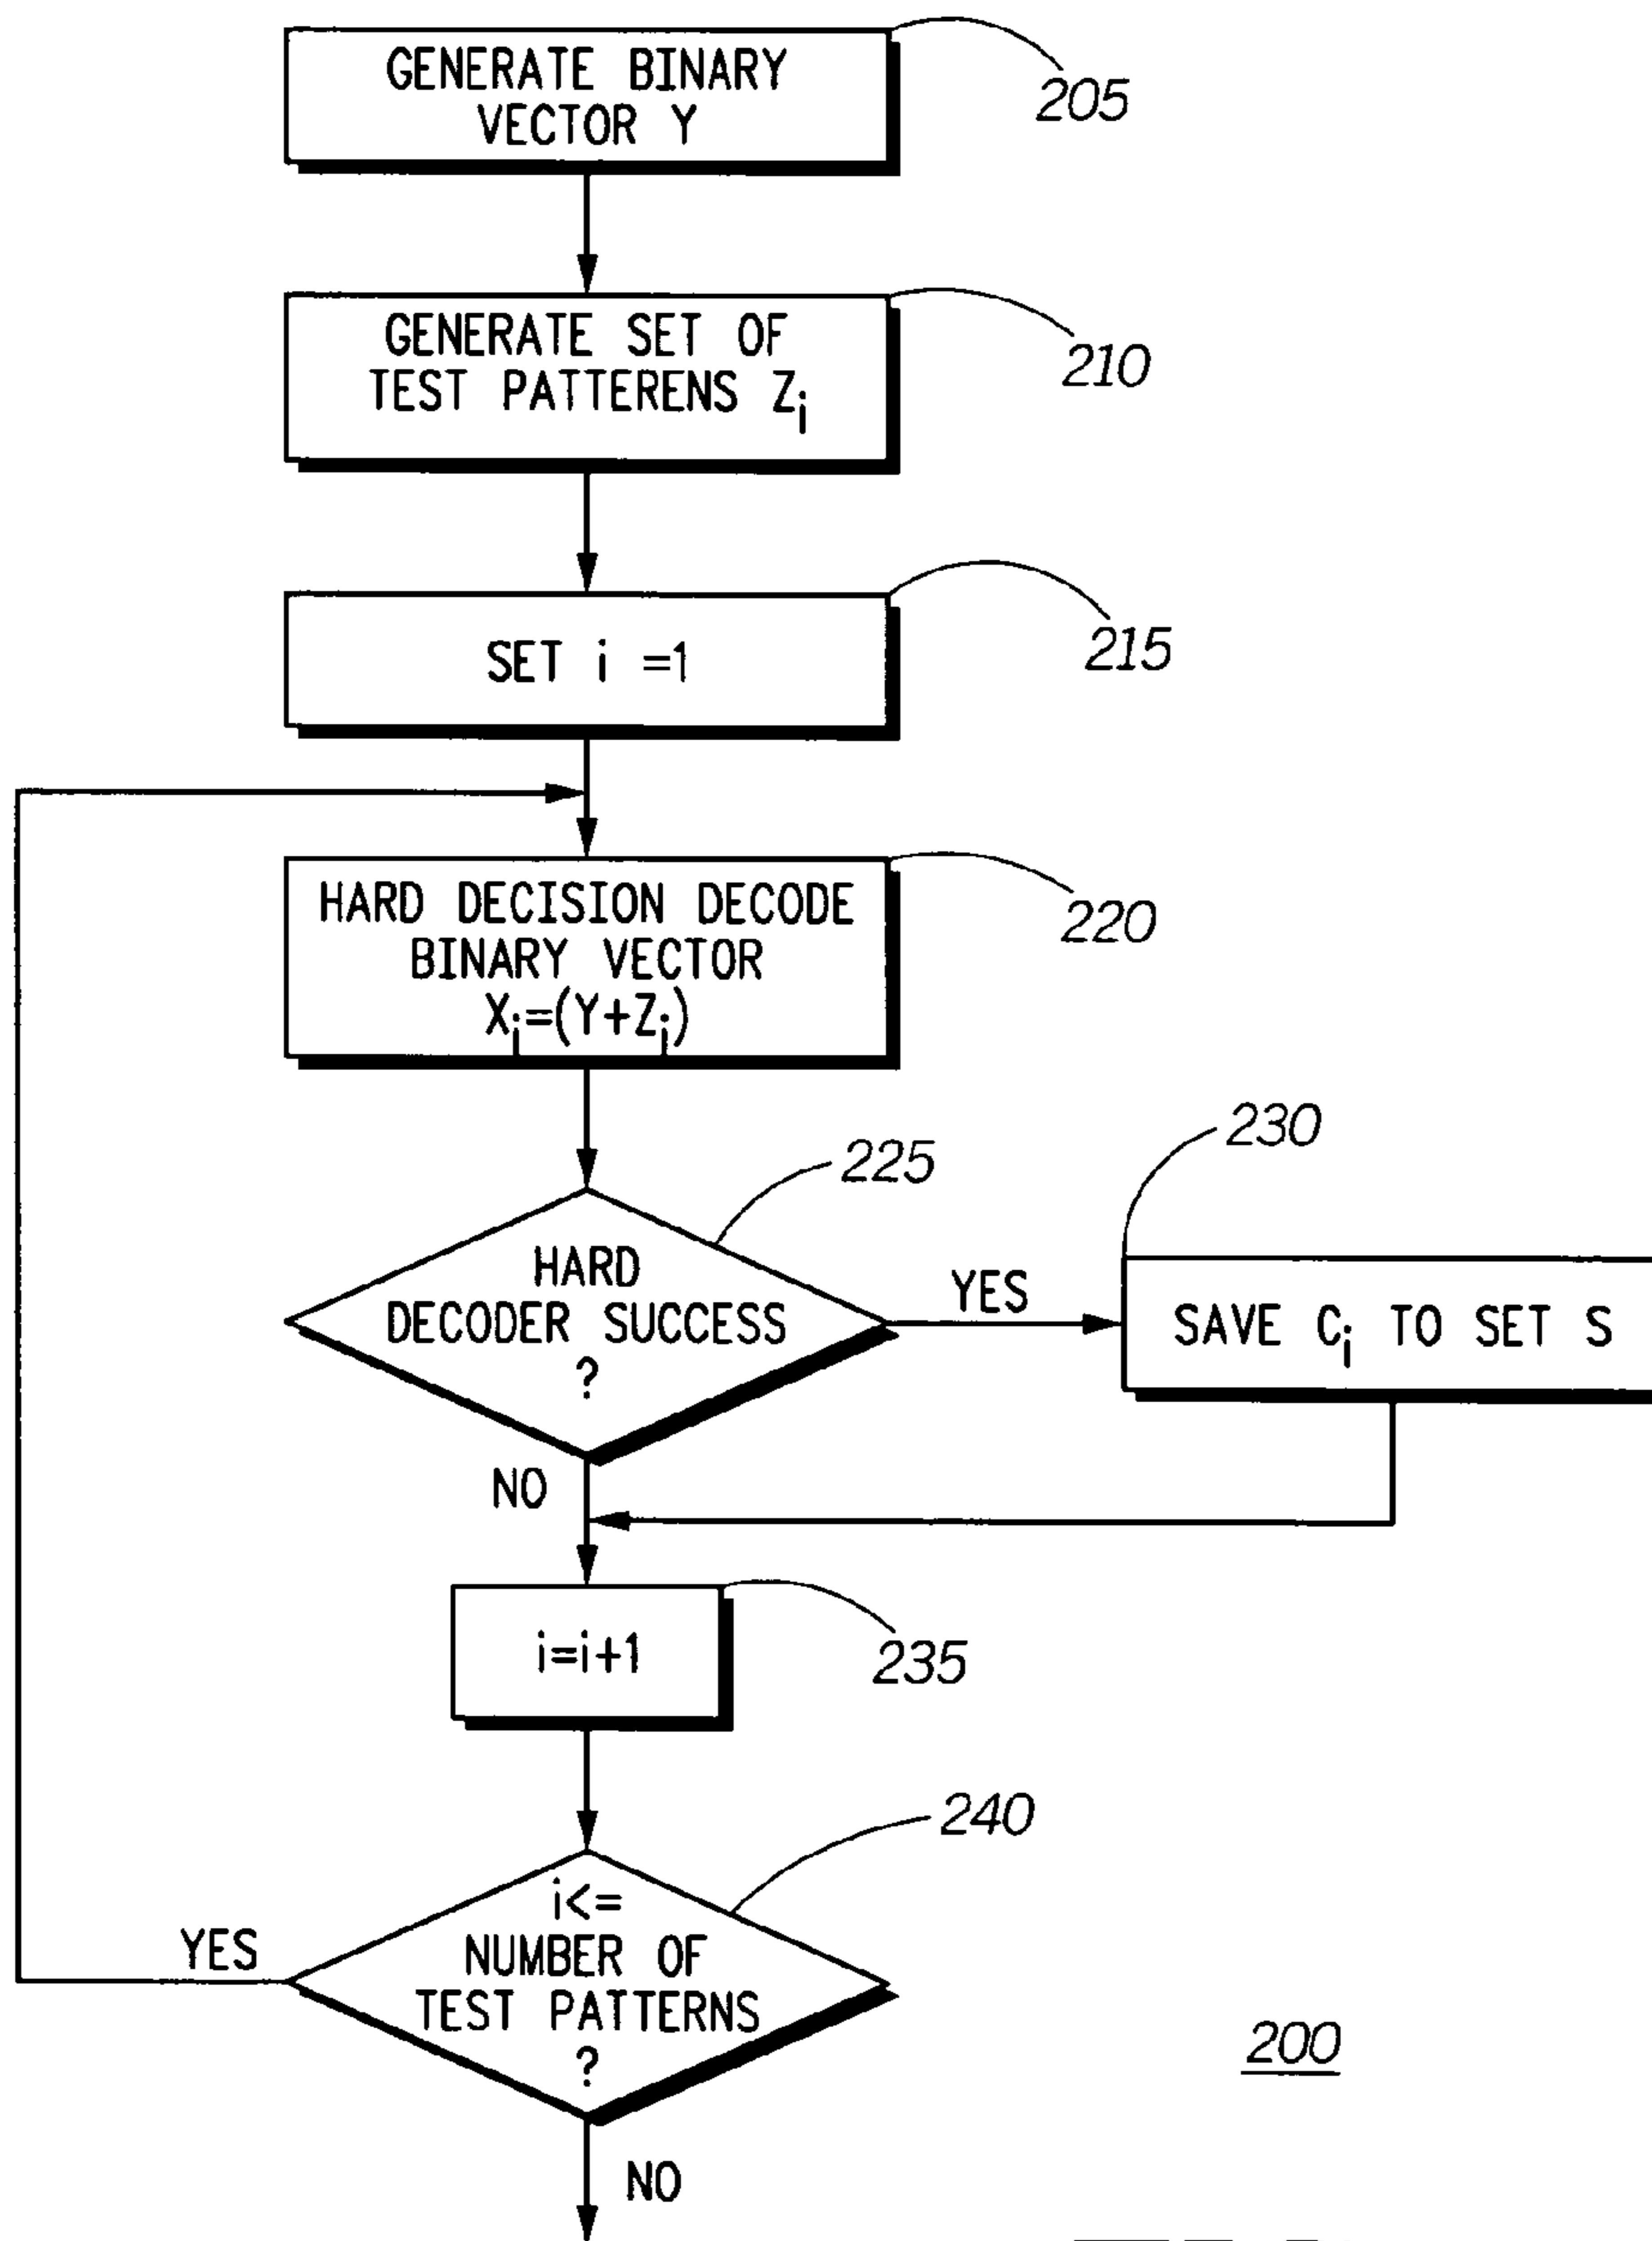 GENERATE BINARY
VECTOR Y
205
GENERATE SET OF
TEST PATTERENS Zi
210
SET i =1
215
HARD DECISION DECODE
BINARY VECTOR
Xi=(Y+Zi)
220
HARD
DECODER SUCCESS
?
225
YES
SAVE Ci TO SET S
230
NO
i=i+1
235
i<=
NUMBER OF
TEST PATTERNS
?
240
YES
NO
200